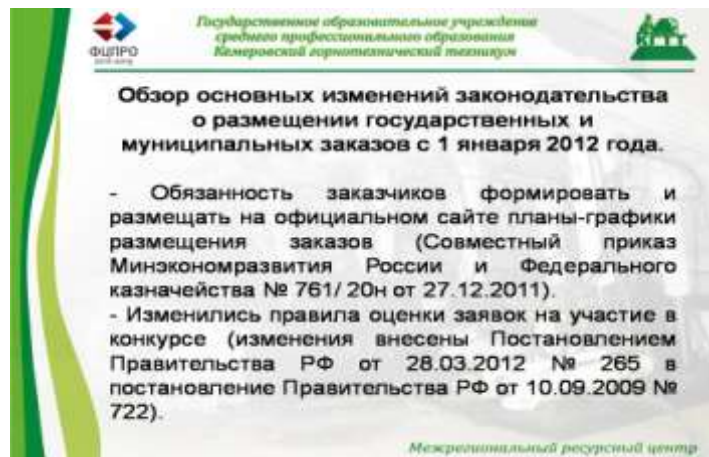 Государственное образовательное учреждение
среднего профессионального образования
Кемеровский горнотехнический техникум
ФЦПРО
КГТТ
Обзор основных изменений законодательства
о размещении государственных и
муниципальных заказов с 1 января 2012 года.
- Обязанность заказчиков формировать и
размещать на официальном сайте планы-графики
размещения заказов (Совместный приказ
Минэкономразвития России и Федерального
казначейства № 761/ 20н от 27.12.2011).
- Изменились правила оценки заявок на участие в
конкурсе (изменения внесены Постановлением
Правительства РФ от 28.03.2012 № 265 в
постановление Правительства РФ от 10.09.2009 №
722).
Межрегиональный ресурсный центр